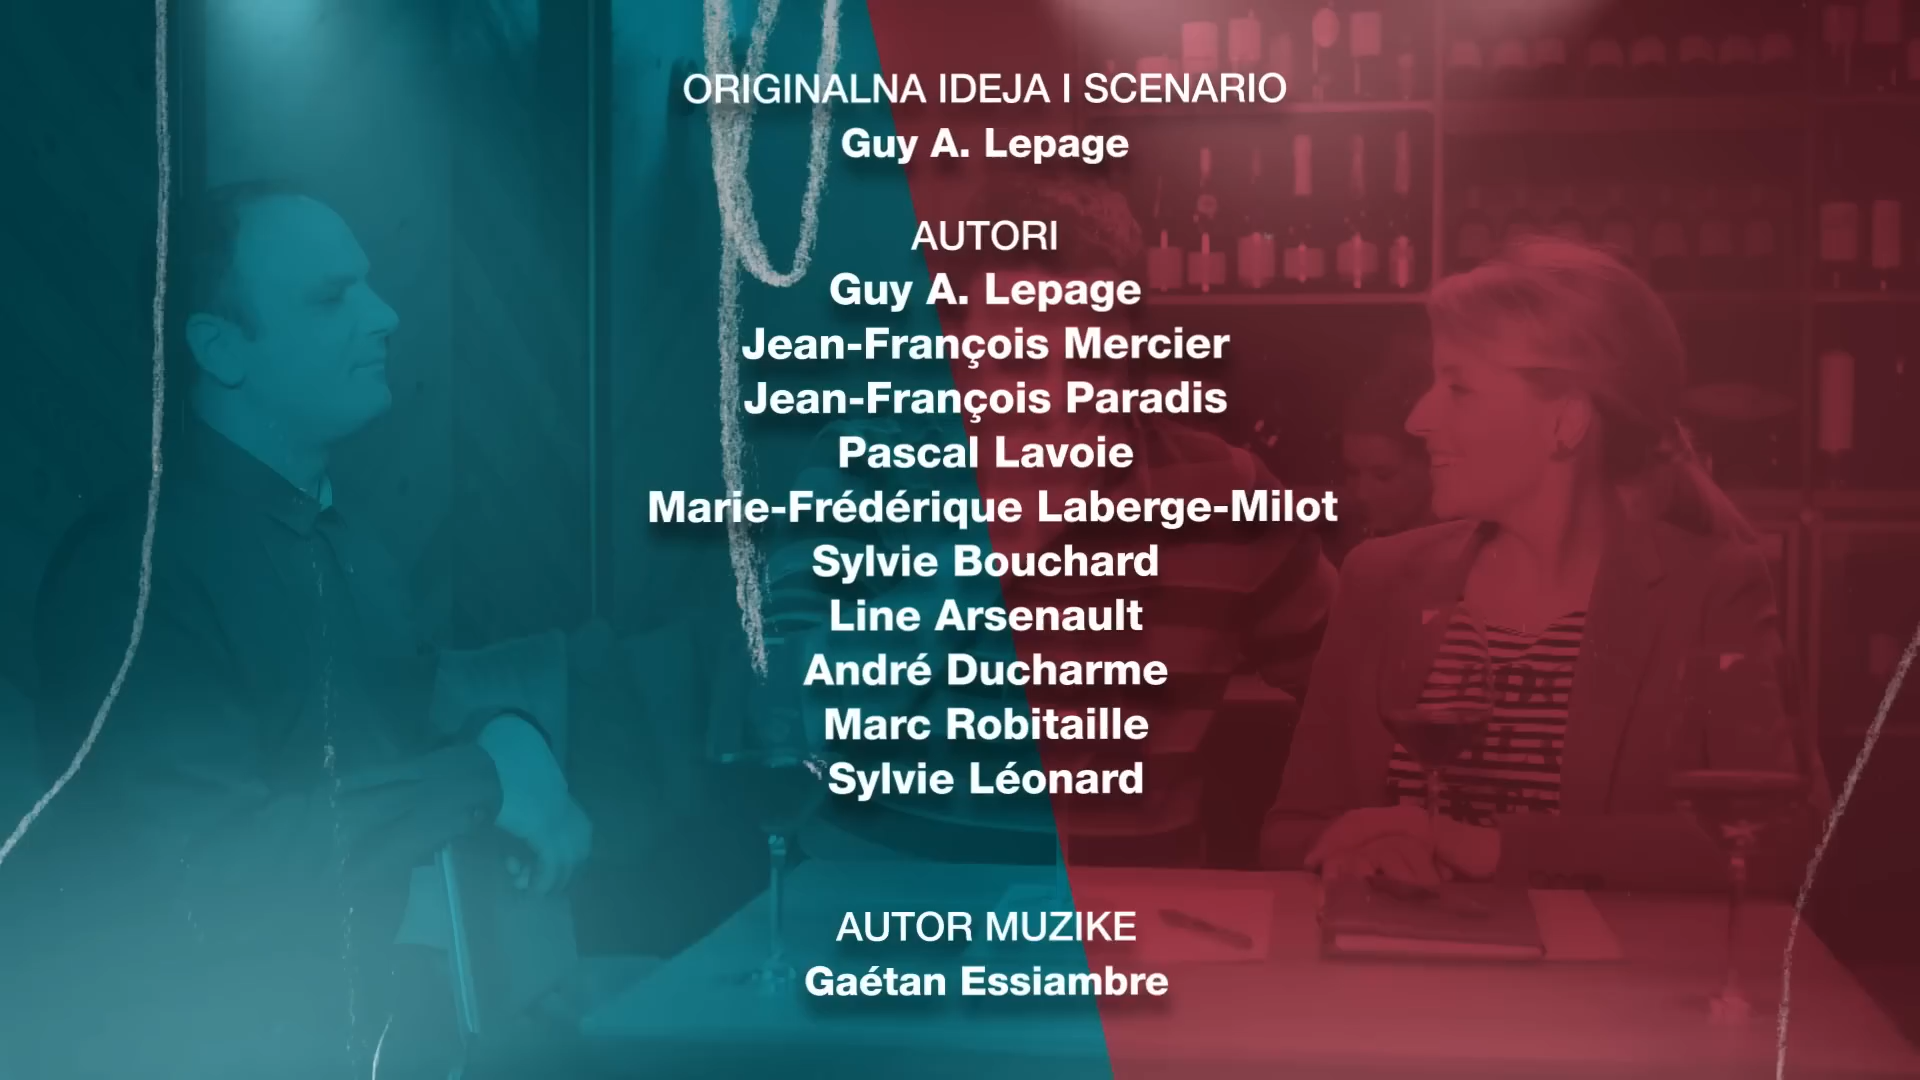 ORIGINALNA IDEJA I SCENARIO
Guy A. Lepage
AUTORI
Guy A. Lepage
Jean-François Mercier
Jean-François Paradis
Pascal Lavoie
Marie-Frédérique Laberge-Milot
Sylvie Bouchard
Line Arsenault
André Ducharme
Marc Robitaille
Sylvie Léonard
AUTOR MUZIKE
Gaétan Essiambre